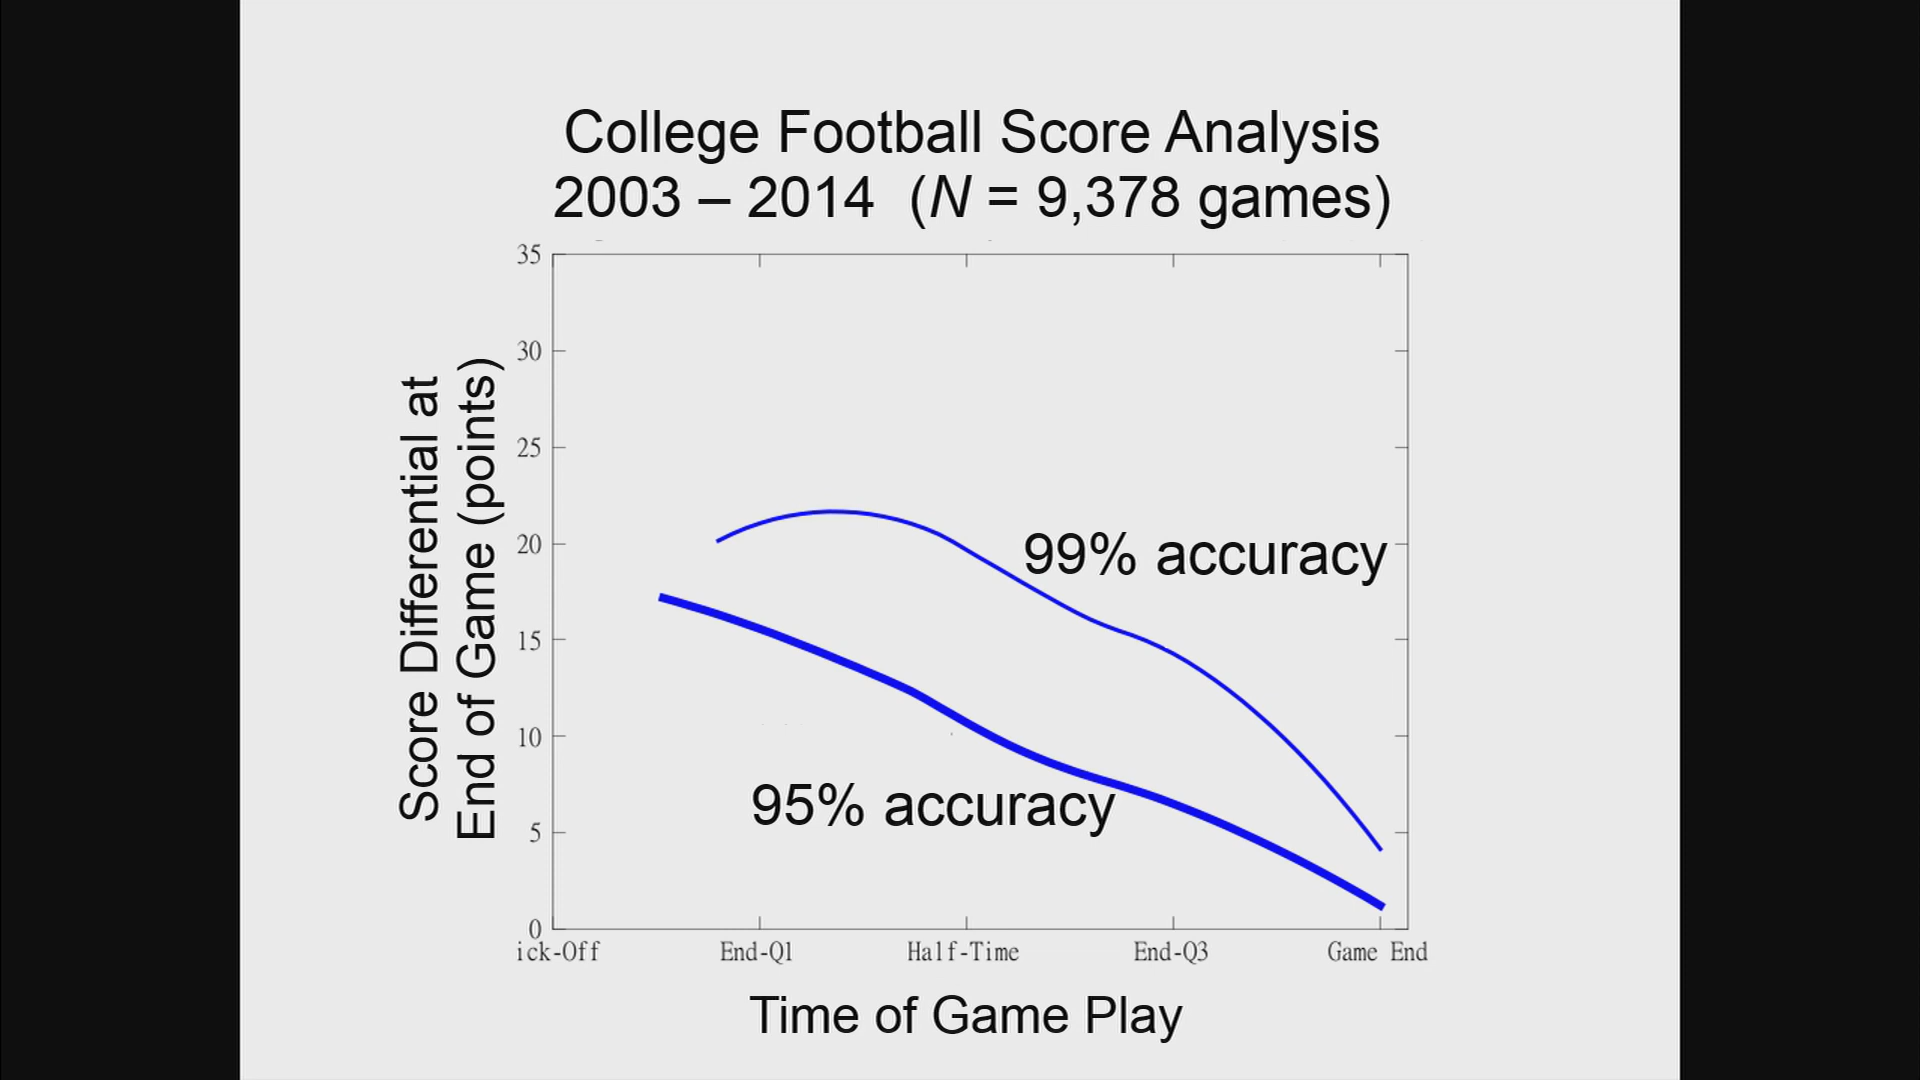 College Football Score Analysis
2003 – 2014 (N = 9,378 games)
Score Differential at
End of Game (points)
35
30
25
20
15
10
5
0
99% accuracy
95% accuracy
ick-Off
End-Q1
Half-Time
End-Q3
Game End
Time of Game Play